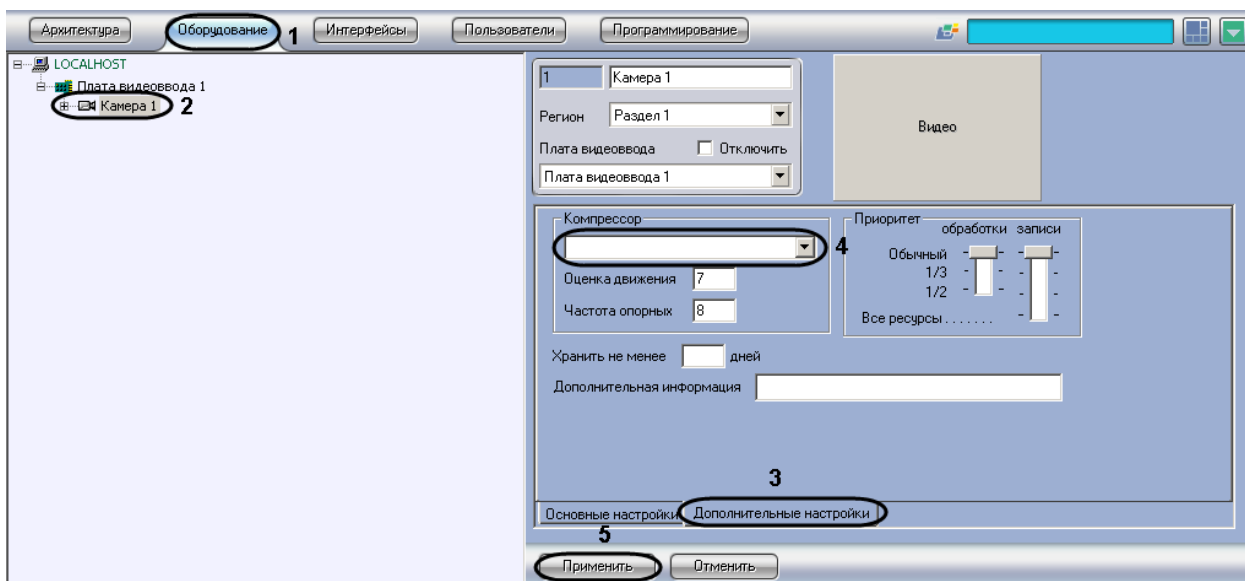 Архитектура Оборудование 1 Интерфейсы Пользователи Программирование
LOCALHOST
Плата видеоввода 1
Камера 1 2
1 Камера 1
Регион Раздел 1
Плата видеоввода Отключить
Плата видеоввода 1
Видео
Компрессор
4
Оценка движения 7
Частота опорных 8
Приоритет
обработки записи
Обычный
1/3
1/2
Все ресурсы . . . . . . .
Хранить не менее дней
Дополнительная информация
3
Основные настройки Дополнительные настройки
5
Применить Отменить